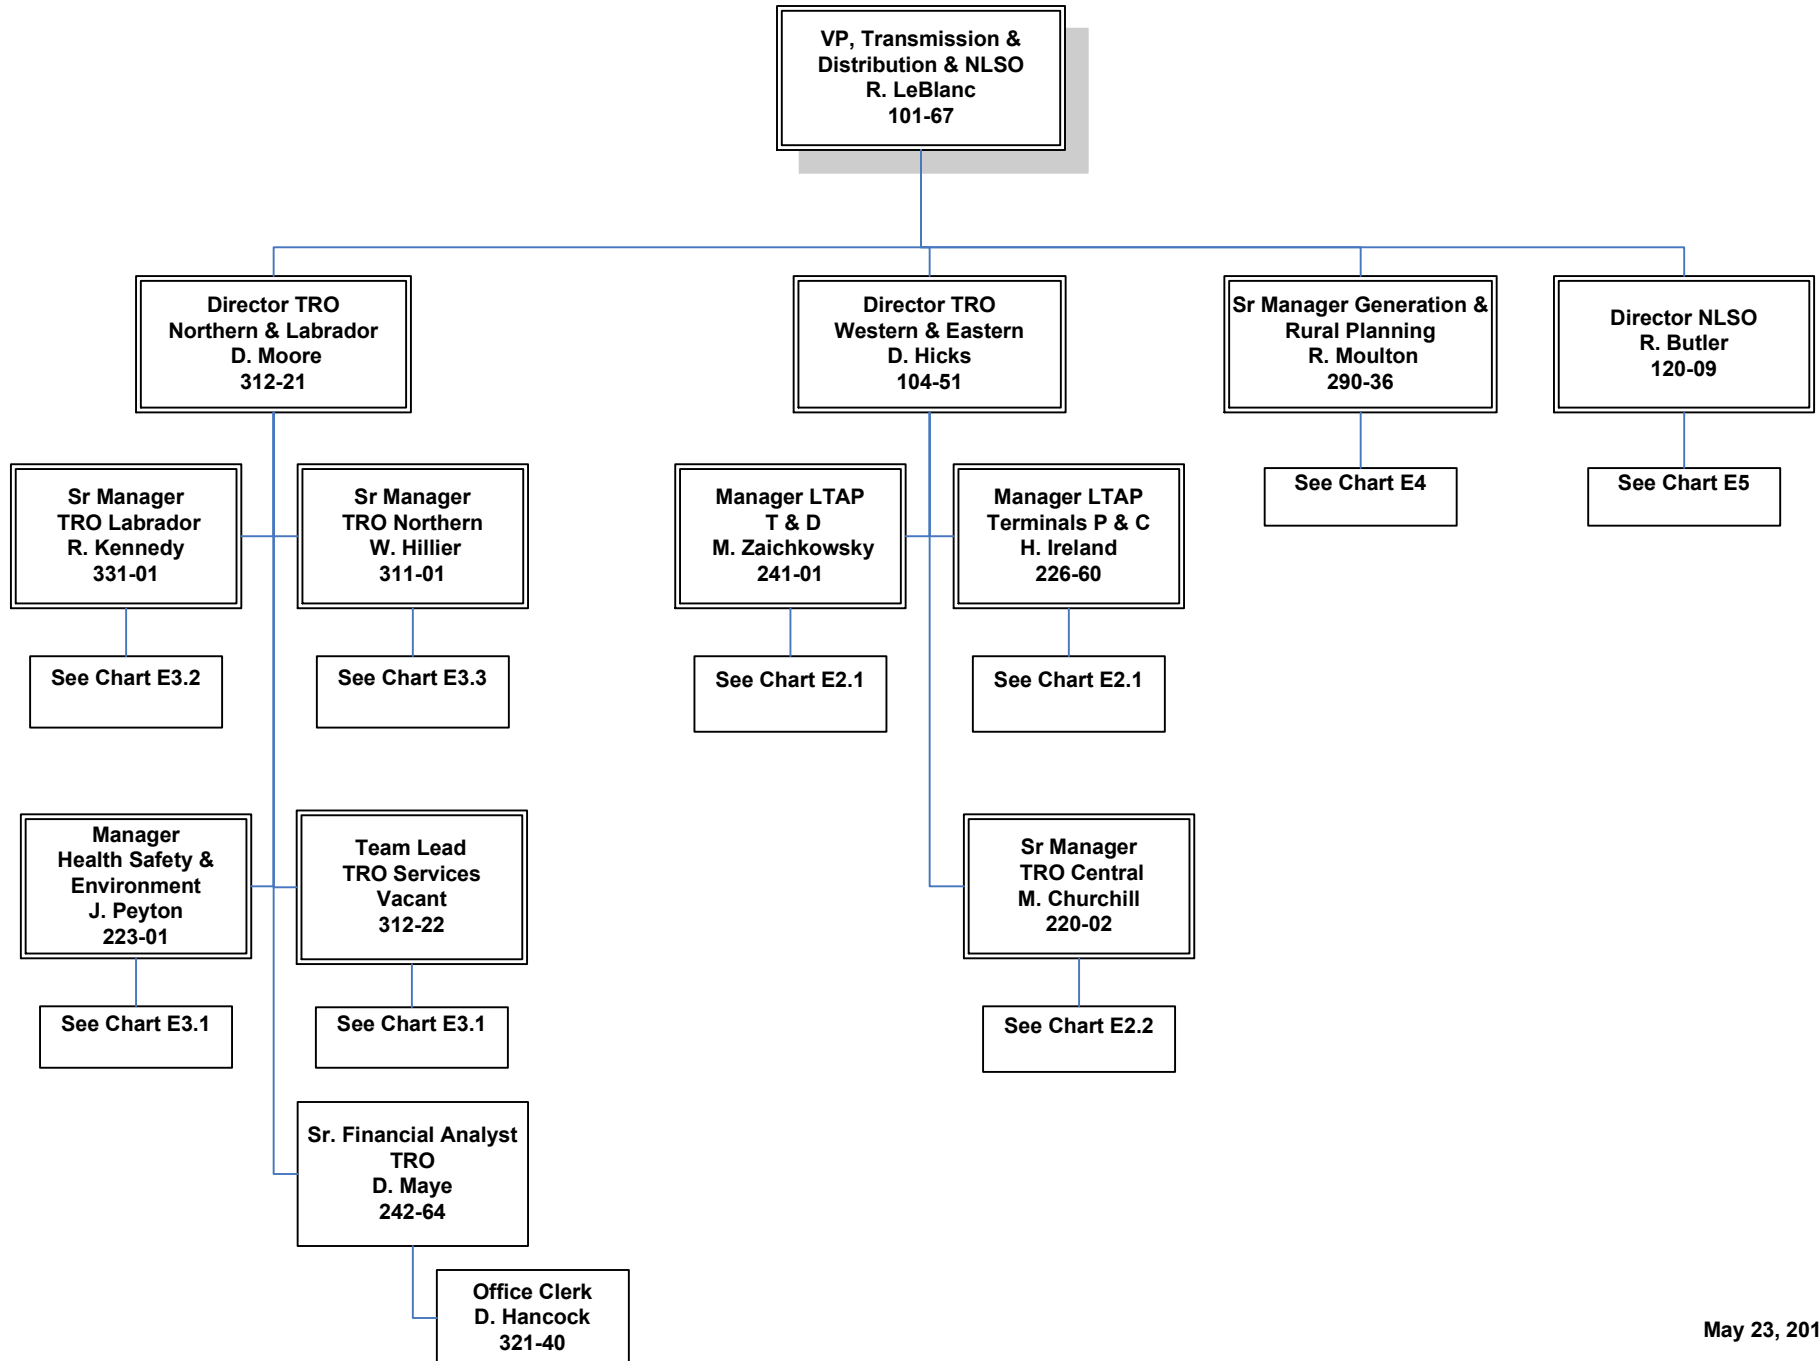 VP, Transmission &
Distribution & NLSO
R. LeBlanc
101-67
Director TRO
Northern & Labrador
D. Moore
312-21
Director TRO
Western & Eastern
D. Hicks
104-51
Sr Manager Generation &
Rural Planning
R. Moulton
290-36
Director NLSO
R. Butler
120-09
Sr Manager
TRO Labrador
R. Kennedy
331-01
Sr Manager
TRO Northern
W. Hillier
311-01
Manager LTAP
T & D
M. Zaichkowsky
241-01
Manager LTAP
Terminals P & C
H. Ireland
226-60
See Chart E4
See Chart E5
See Chart E3.2
See Chart E3.3
See Chart E2.1
See Chart E2.1
Manager
Health Safety &
Environment
J. Peyton
223-01
Team Lead
TRO Services
Vacant
312-22
Sr Manager
TRO Central
M. Churchill
220-02
See Chart E3.1
See Chart E3.1
See Chart E2.2
Sr. Financial Analyst
TRO
D. Maye
242-64
Office Clerk
D. Hancock
321-40
May 23, 201